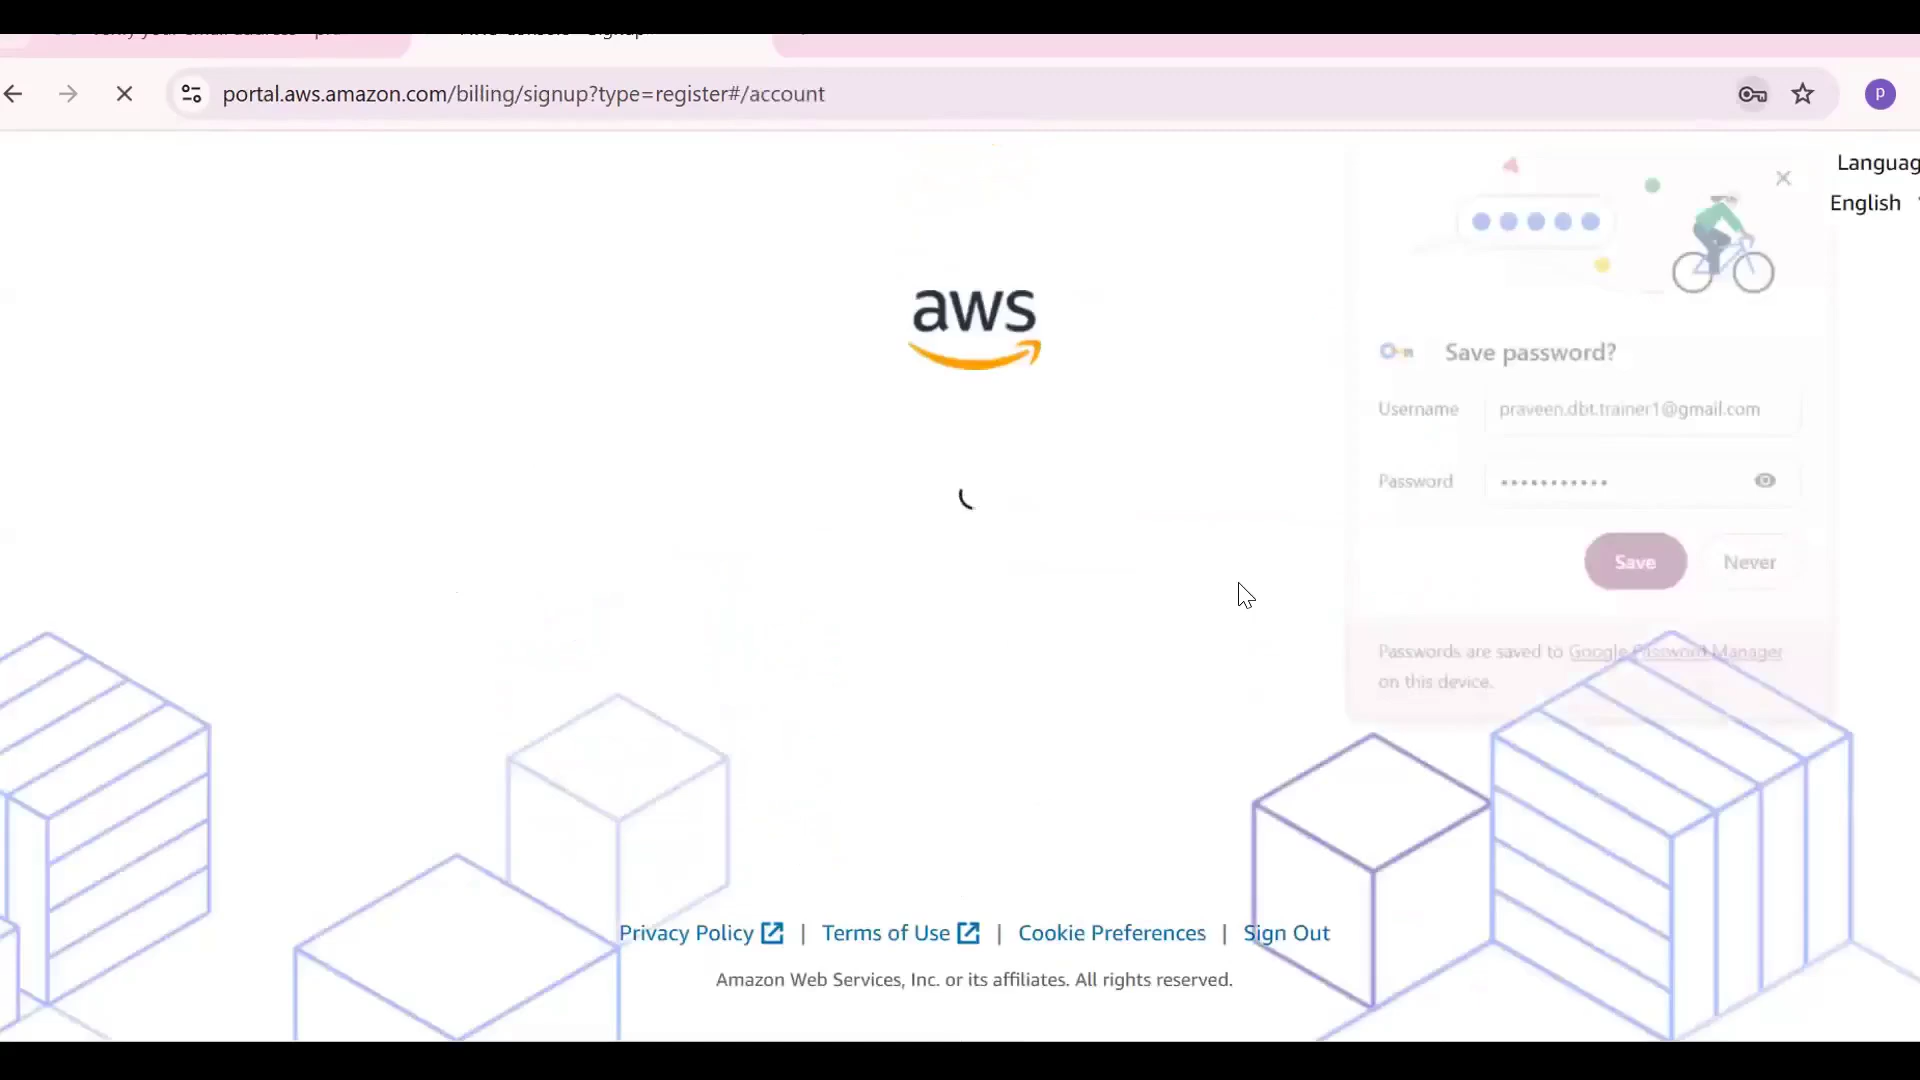 portal.aws.amazon.com/billing/signup?type=register#/account
P
Languag
English
aws
Save password?
Username praveen.dbt.trainer1@gmail.com
Password •••••••••••
Save Never
Passwords are saved to Google Password Manager
on this device.
Privacy Policy | Terms of Use | Cookie Preferences | Sign Out
Amazon Web Services, Inc. or its affiliates. All rights reserved.